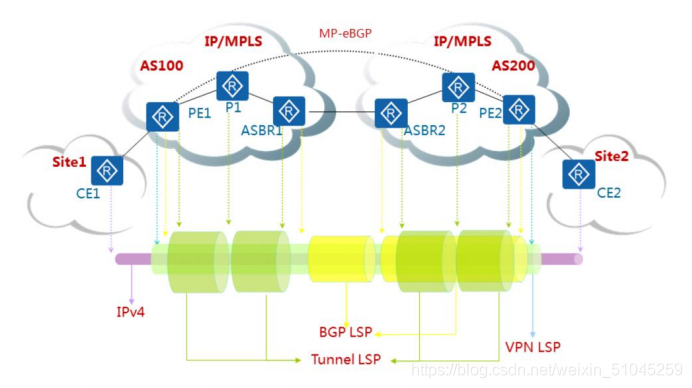 MP-eBGP
IP/MPLS
IP/MPLS
AS100
AS200
R
R
R
R
R
R
PE1
P1
ASBR1
ASBR2
P2
PE2
Site1
Site2
R
R
CE1
CE2
IPv4
BGP LSP
VPN LSP
Tunnel LSP
https://blog.csdn.net/weixin_51045259